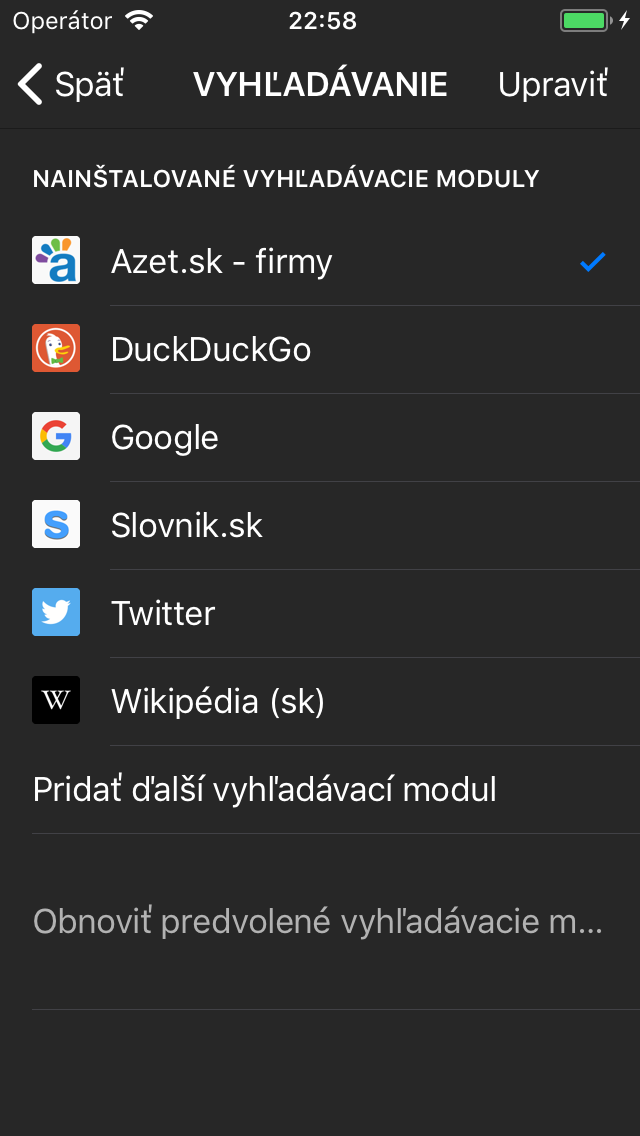 Operátor 22:58
Späť VYHĽADÁVANIE Upraviť
NAINŠTALOVANÉ VYHĽADÁVACIE MODULY
a Azet.sk - firmy
DuckDuckGo
G Google
S Slovnik.sk
Twitter
W Wikipédia (sk)
Pridať ďalší vyhľadávací modul
Obnoviť predvolené vyhľadávacie m...